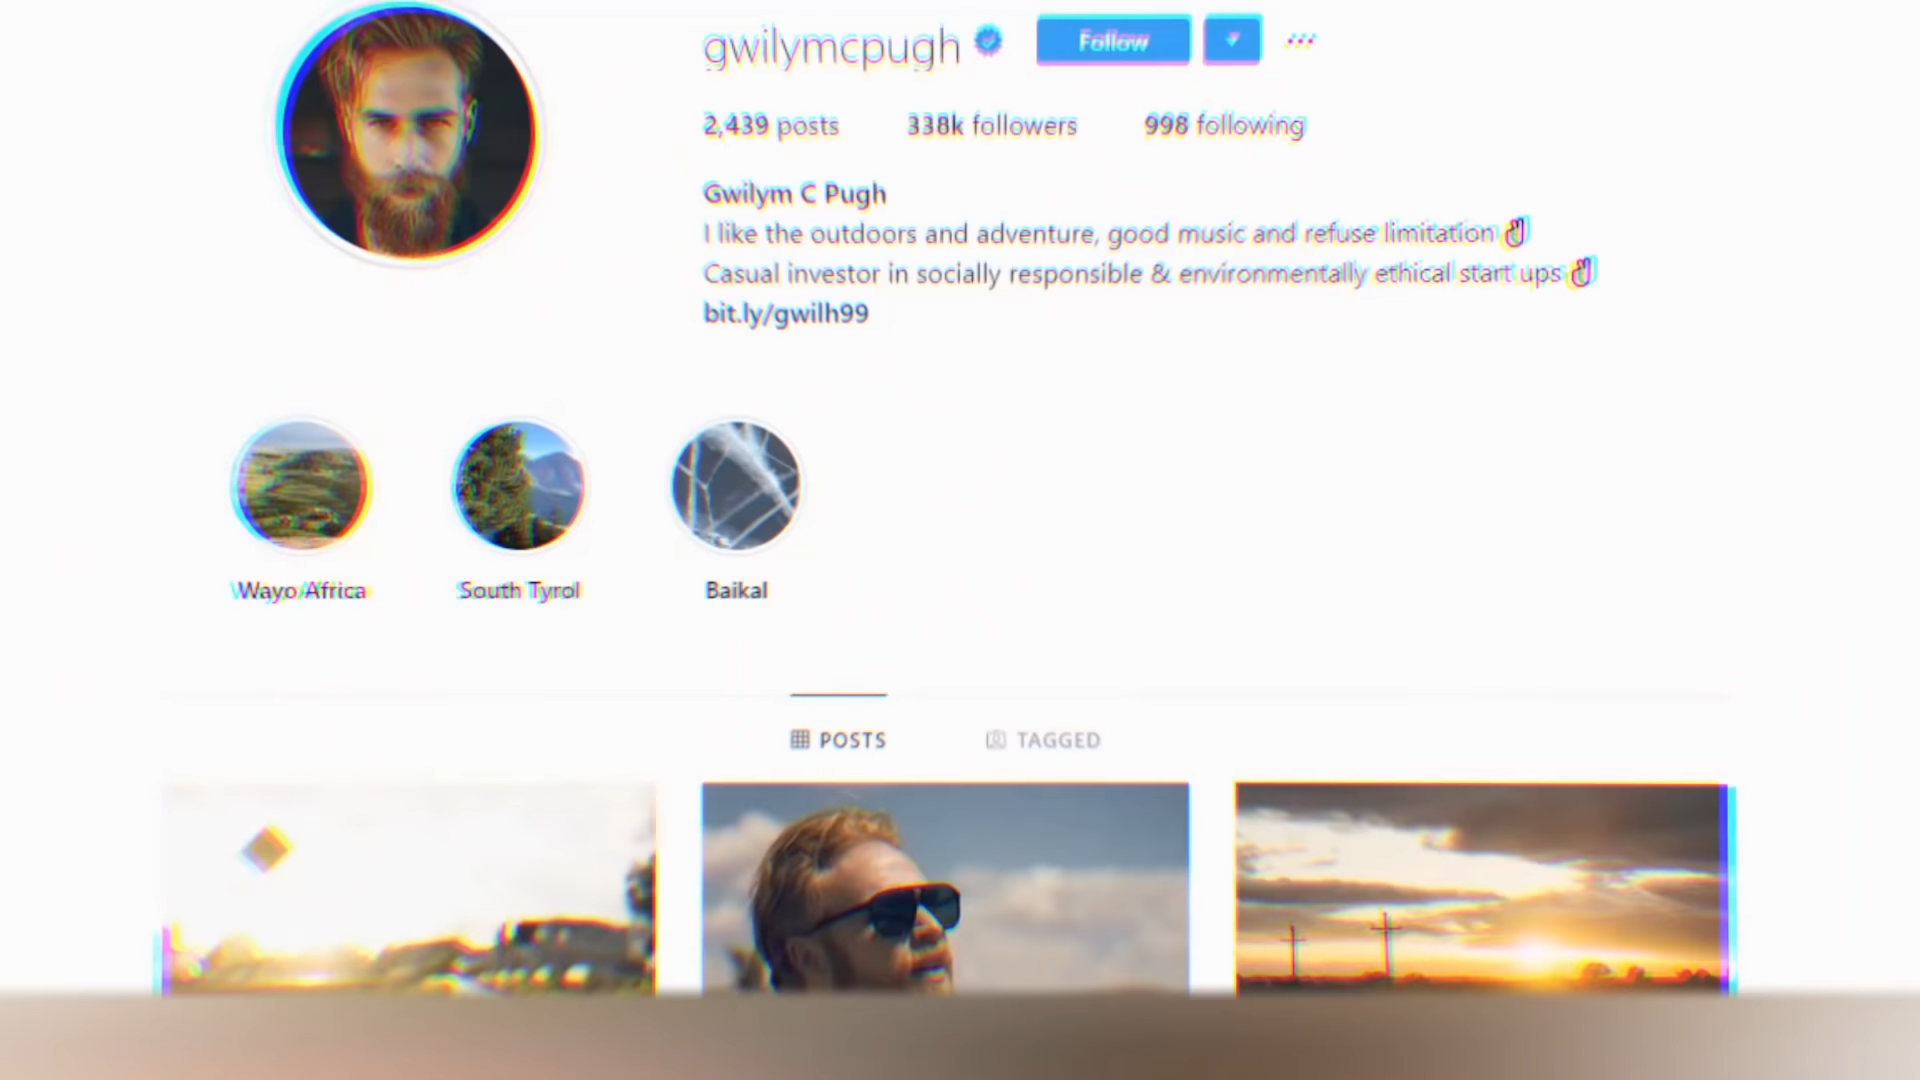 gwilymcpugh Follow
2,439 posts 338k followers 998 following
Gwilym C Pugh
I like the outdoors and adventure, good music and refuse limitation✌
Casual investor in socially responsible & environmentally ethical start ups✌
bit.ly/gwilh99
Wayo Africa South Tyrol Baikal
POSTS TAGGED